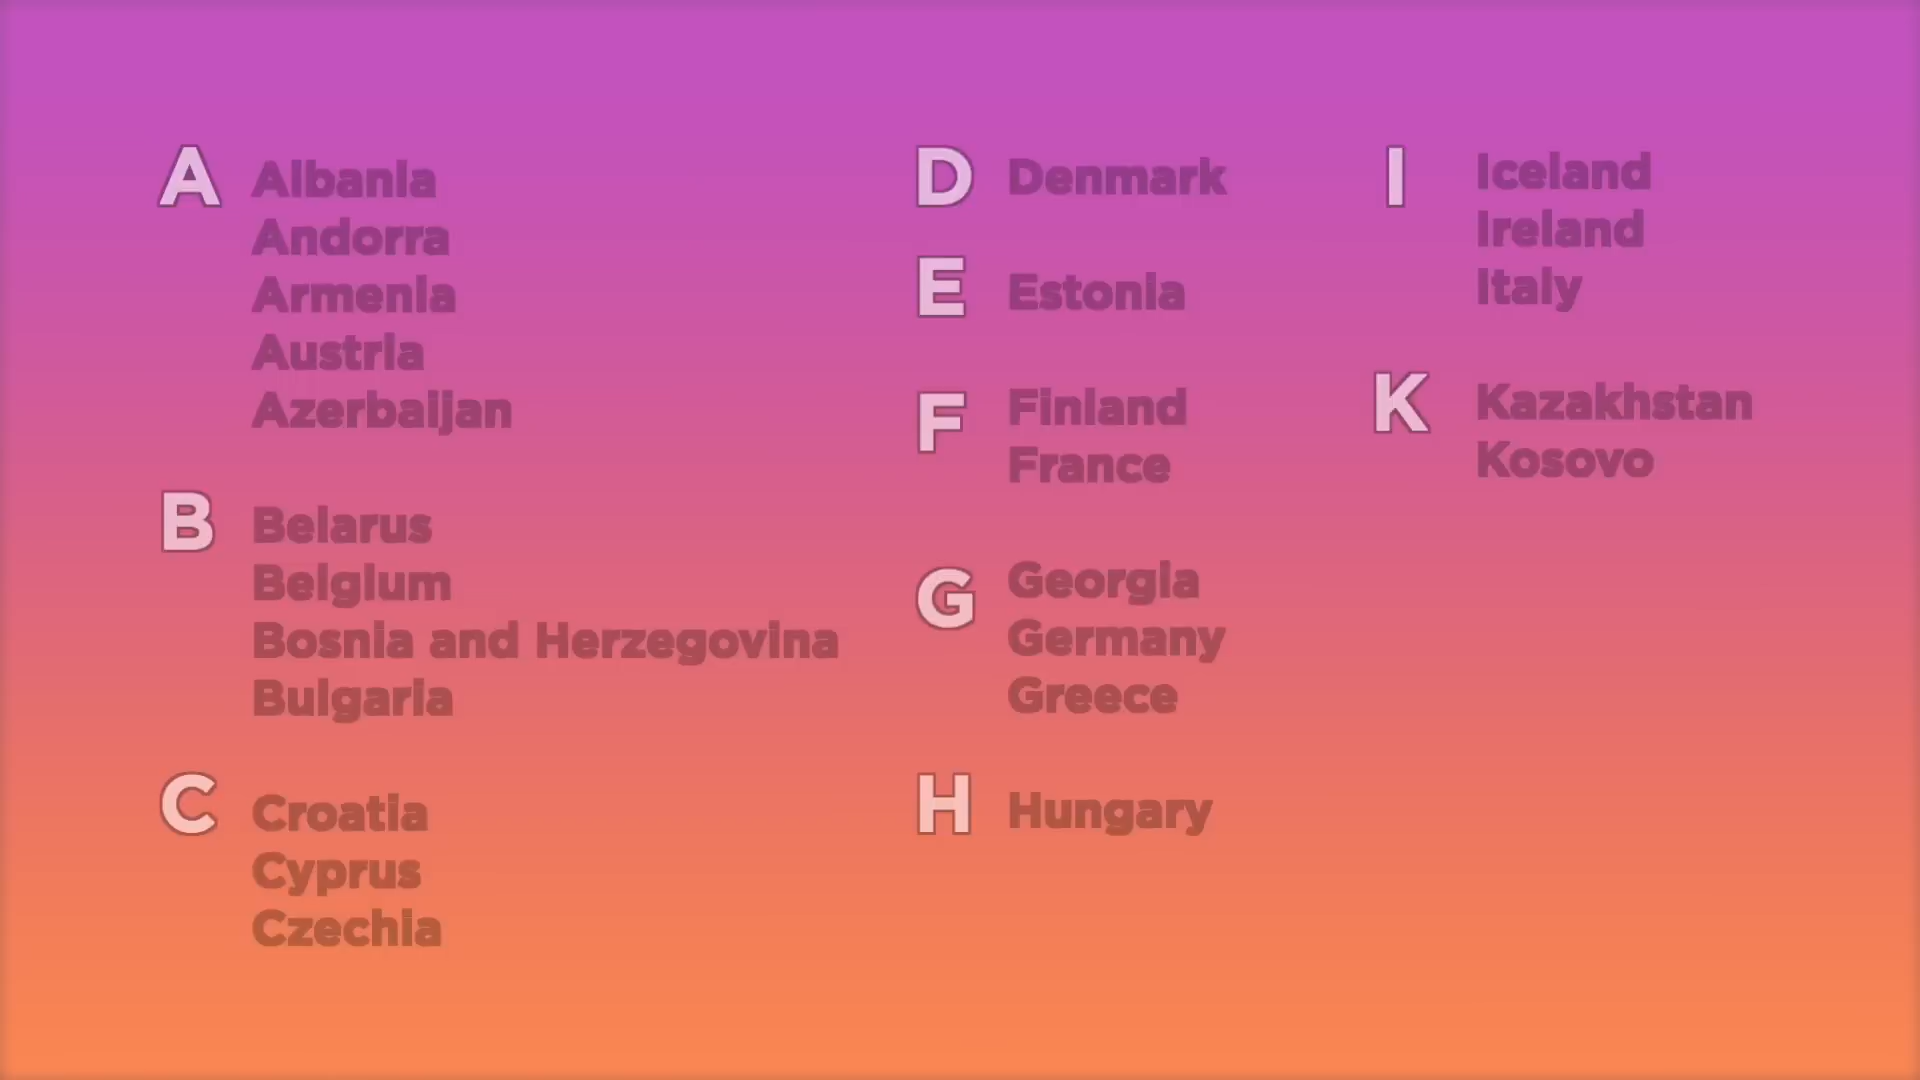 A
Albania
Andorra
Armenia
Austria
Azerbaijan
B
Belarus
Belgium
Bosnia and Herzegovina
Bulgaria
C
Croatia
Cyprus
Czechia
D
Denmark
E
Estonia
F
Finland
France
G
Georgia
Germany
Greece
H
Hungary
I
Iceland
Ireland
Italy
K
Kazakhstan
Kosovo